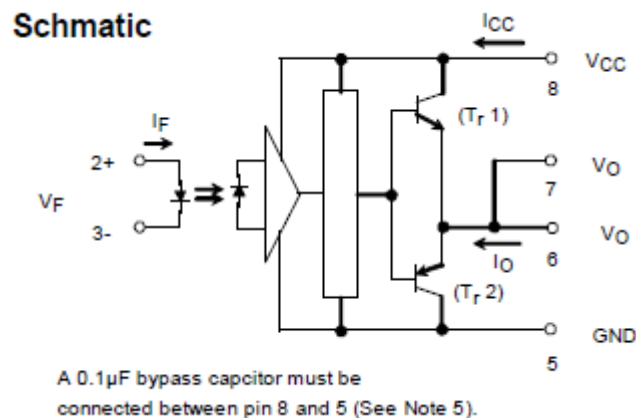 Schmatic
ICC
VCC
8
(Tr 1)
IF
2+
VO
7
VF
3-
VO
IO
6
(Tr 2)
GND
5
A 0.1µF bypass capcitor must be
connected between pin 8 and 5 (See Note 5).